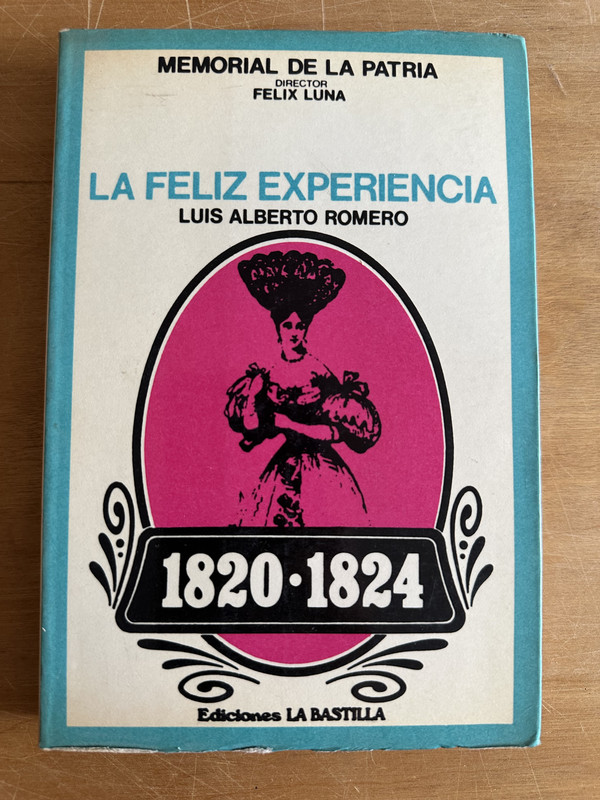 MEMORIAL DE LA PATRIA
DIRECTOR
FELIX LUNA
LA FELIZ EXPERIENCIA
LUIS ALBERTO ROMERO
1820·1824
Ediciones LA BASTILLA